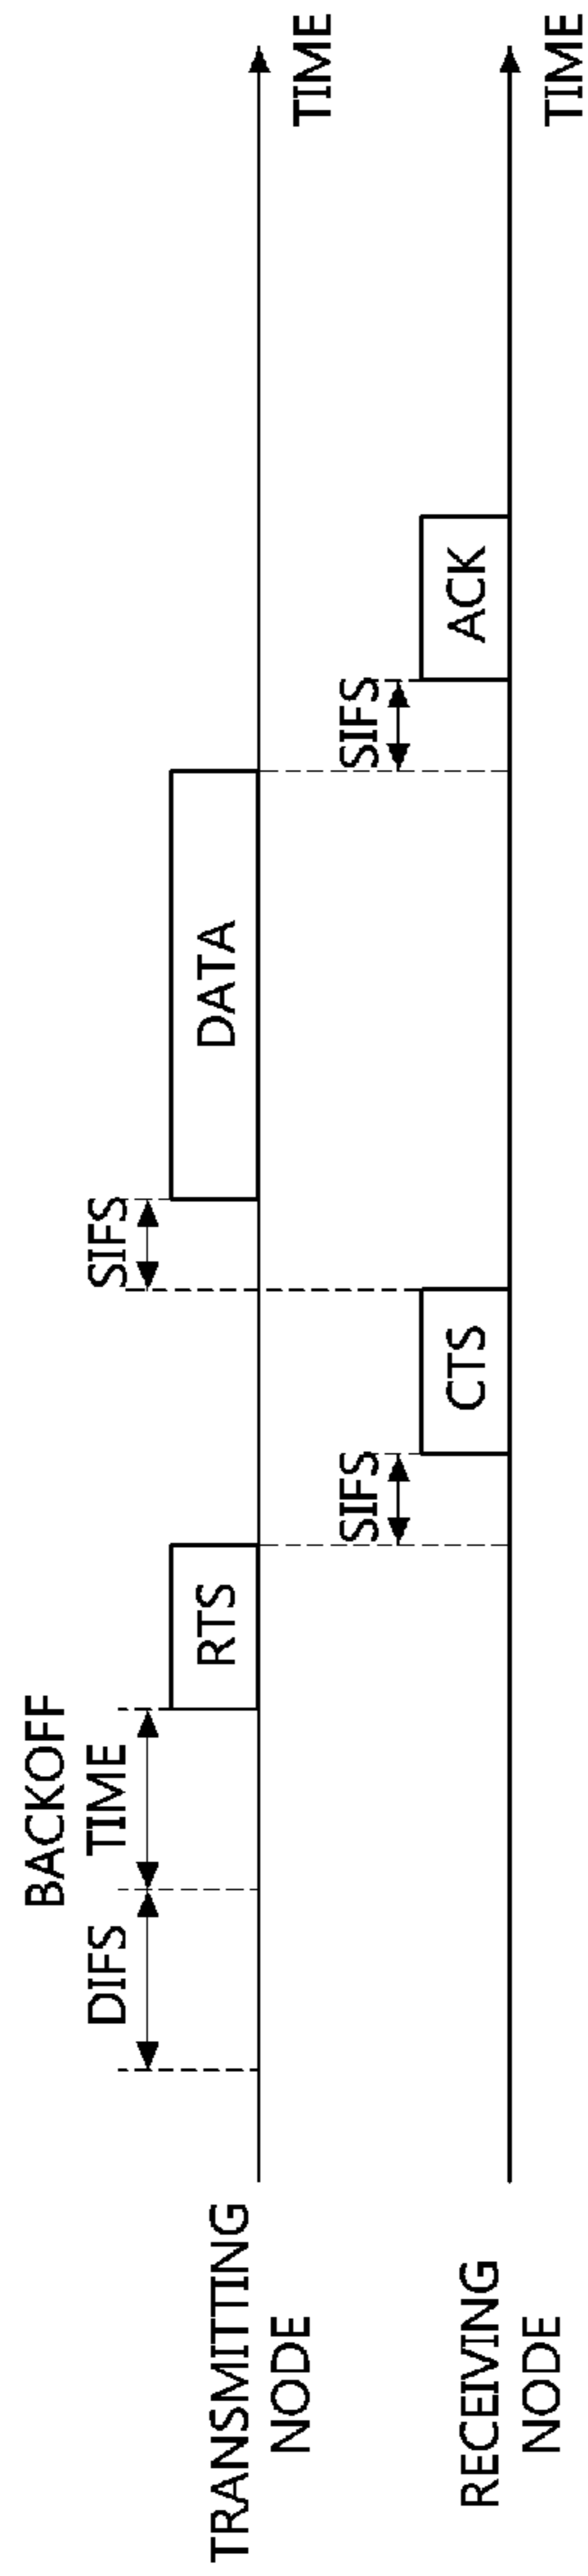 BACKOFF
DIFS
TIME
SIFS
TRANSMITTING
NODE
RTS
DATA
TIME
SIFS
SIFS
RECEIVING
NODE
CTS
ACK
TIME